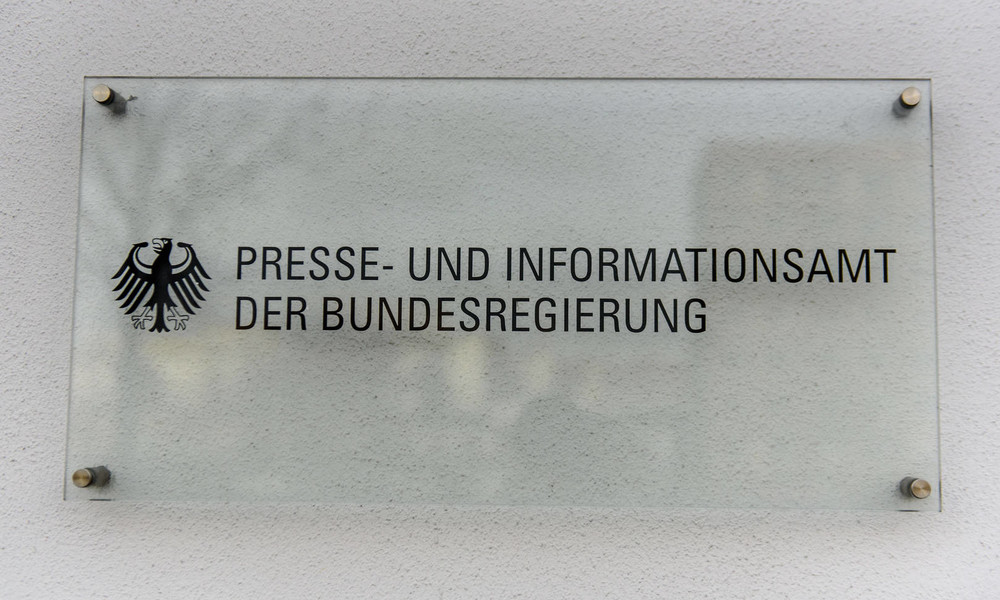 PRESSE- UND INFORMATIONSAMT
DER BUNDESREGIERUNG